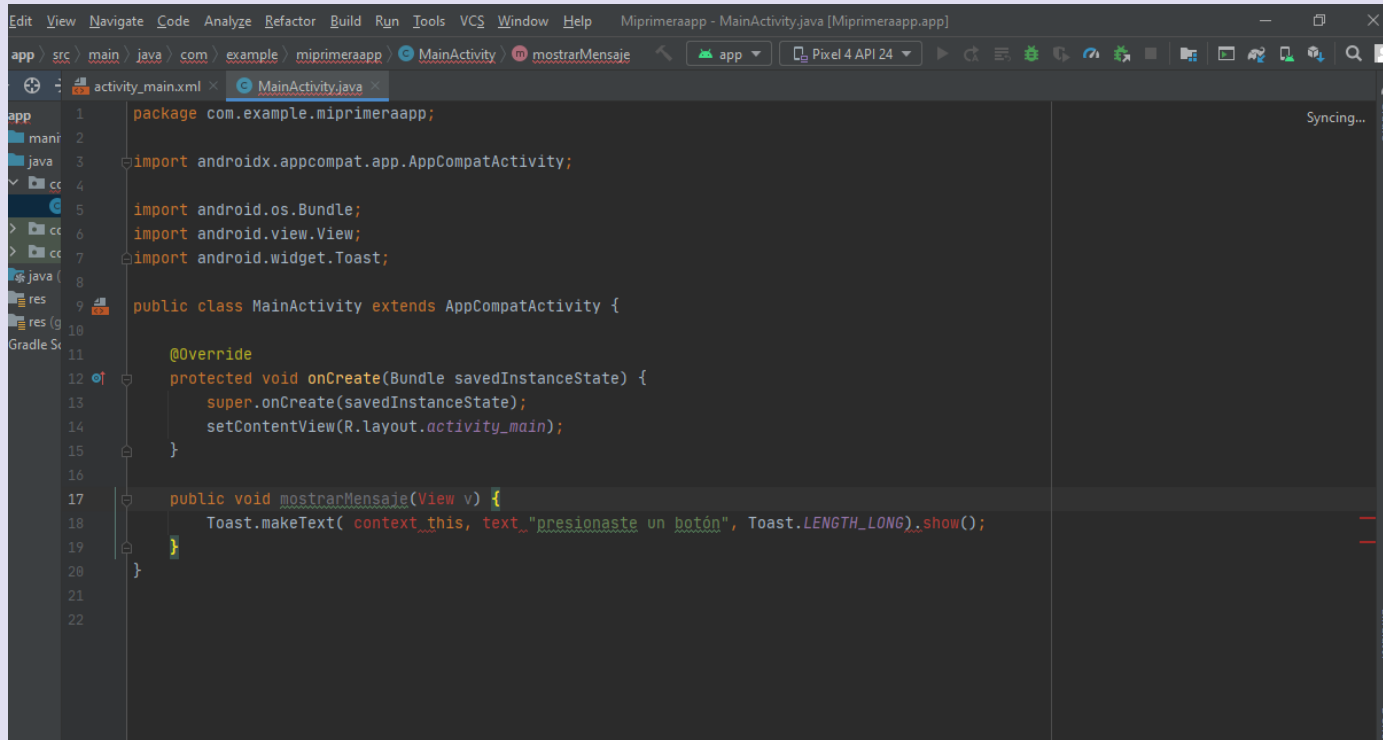 Edit View Navigate Code Analyze Refactor Build Run Tools VCS Window Help Miprimeraapp - MainActivity.java [Miprimeraapp.app]
app src main java com example miprimeraapp MainActivity mostrarMensaje app Pixel 4 API 24
activity_main.xml MainActivity.java
app
mani
java
cc
cc
cc
java (
res
res (g
Gradle Sc
Syncing...
1 package com.example.miprimeraapp;
2
3 import androidx.appcompat.app.AppCompatActivity;
4
5 import android.os.Bundle;
6 import android.view.View;
7 import android.widget.Toast;
8
9 public class MainActivity extends AppCompatActivity {
10
11 @Override
12 protected void onCreate(Bundle savedInstanceState) {
13 super.onCreate(savedInstanceState);
14 setContentView(R.layout.activity_main);
15 }
16
17 public void mostrarMensaje(View v) {
18 Toast.makeText( context this, text "presionaste un botón", Toast.LENGTH_LONG).show();
19 }
20 }
21
22